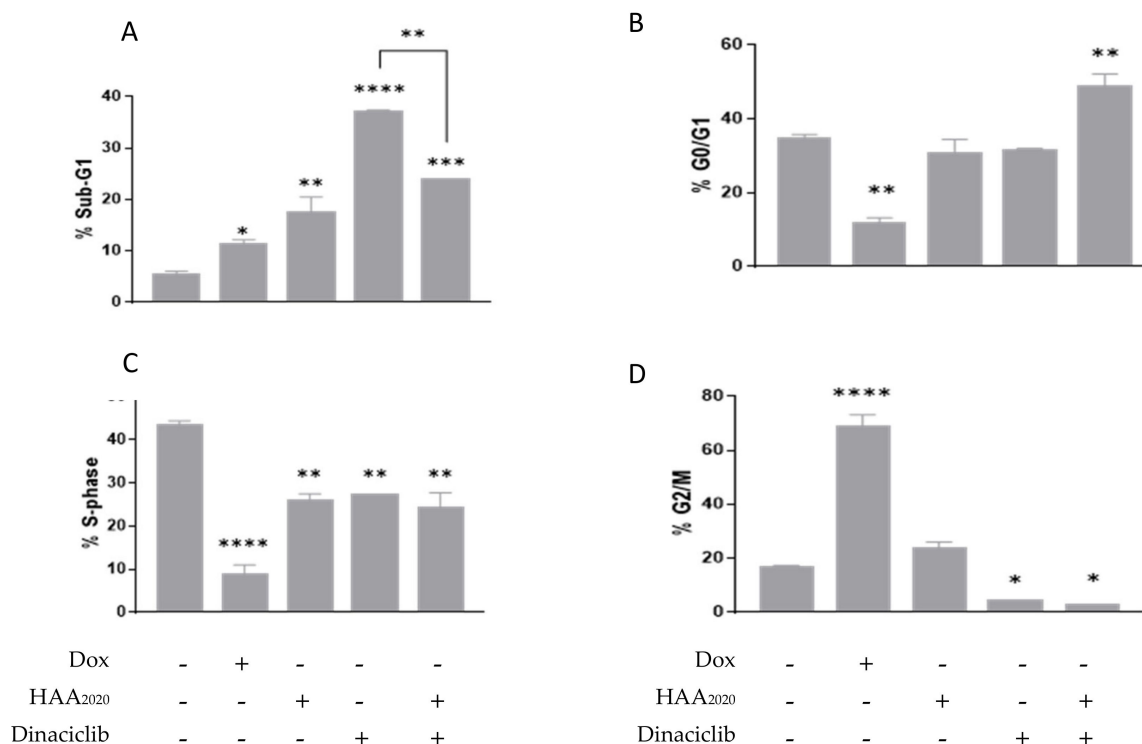 A
**
****
***
**
*
40
30
20
10
0
% Sub-G1
B
**
**
60
40
20
0
% G0/G1
C
**
**
**
****
40
30
20
10
0
% S-phase
D
****
*
*
80
60
40
20
0
% G2/M
Dox - + - - -
HAA2020 - - + - +
Dinaciclib - - - + +
Dox - + - - -
HAA2020 - - + - +
Dinaciclib - - - + +